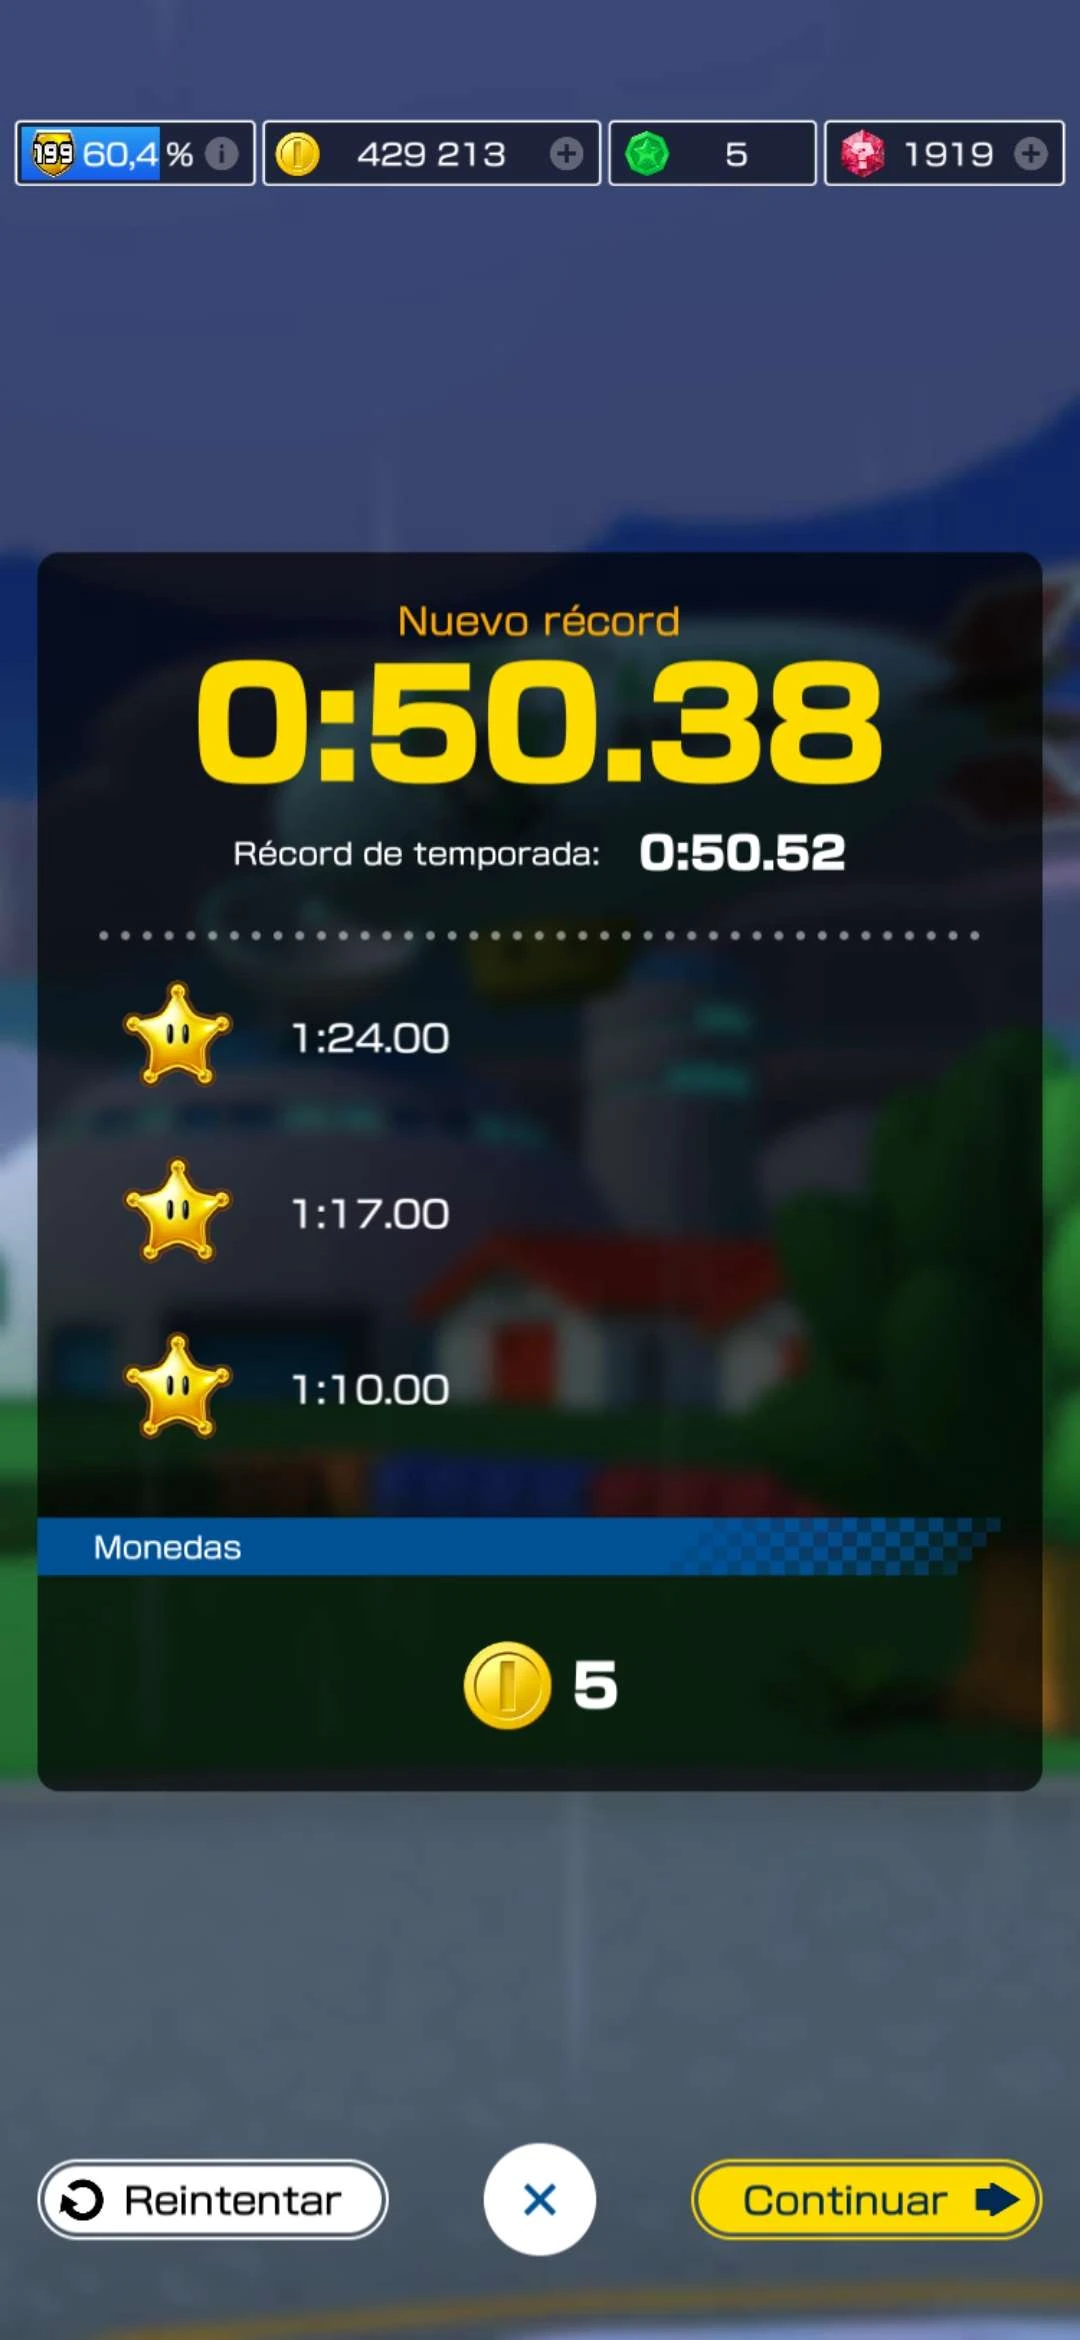 199 60,4 % i 429 213 + 5 ? 1919 +
Nuevo récord
0:50.38
Récord de temporada: 0:50.52
1:24.00
1:17.00
1:10.00
Monedas
5
Reintentar × Continuar